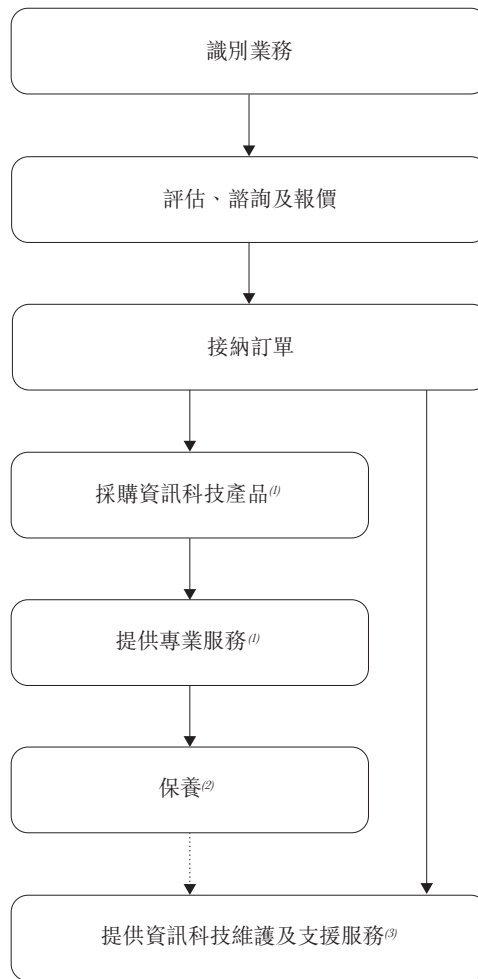 識別業務
評估、諮詢及報價
接納訂單
採購資訊科技產品(1)
提供專業服務(1)
保養(2)
提供資訊科技維護及支援服務(3)